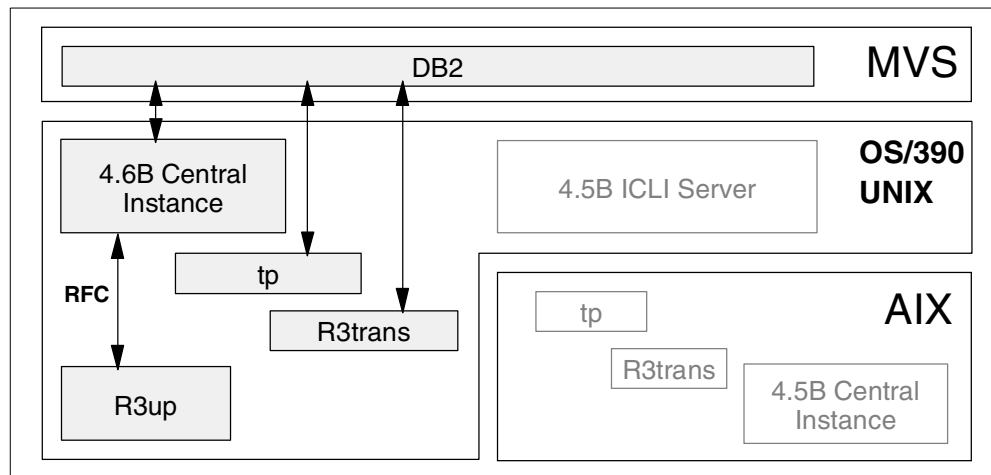 DB2
MVS
4.6B Central
Instance
4.5B ICLI Server
OS/390
UNIX
tp
RFC
R3trans
R3up
AIX
tp
R3trans
4.5B Central
Instance